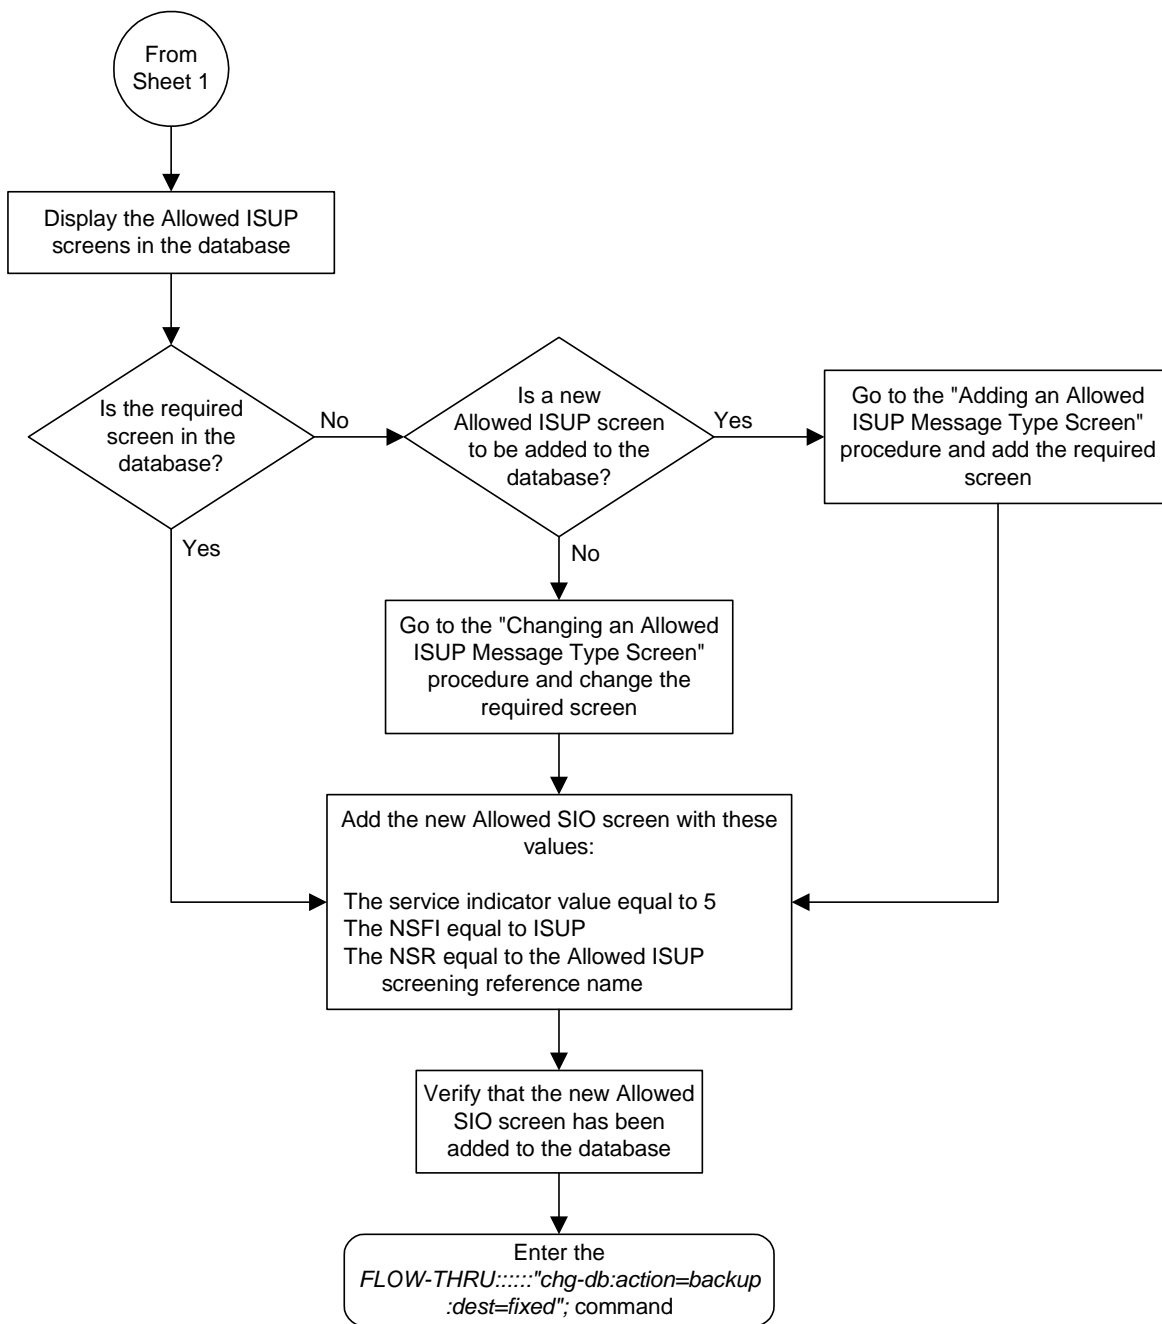 From
Sheet 1
Display the Allowed ISUP
screens in the database
Is the required
screen in the
database?
No
Yes
Is a new
Allowed ISUP screen
to be added to the
database?
Yes
No
Go to the "Adding an Allowed
ISUP Message Type Screen"
procedure and add the required
screen
Go to the "Changing an Allowed
ISUP Message Type Screen"
procedure and change the
required screen
Add the new Allowed SIO screen with these
values:
The service indicator value equal to 5
The NSFI equal to ISUP
The NSR equal to the Allowed ISUP
screening reference name
Verify that the new Allowed
SIO screen has been
added to the database
Enter the
FLOW-THRU::::::"chg-db:action=backup
:dest=fixed"; command